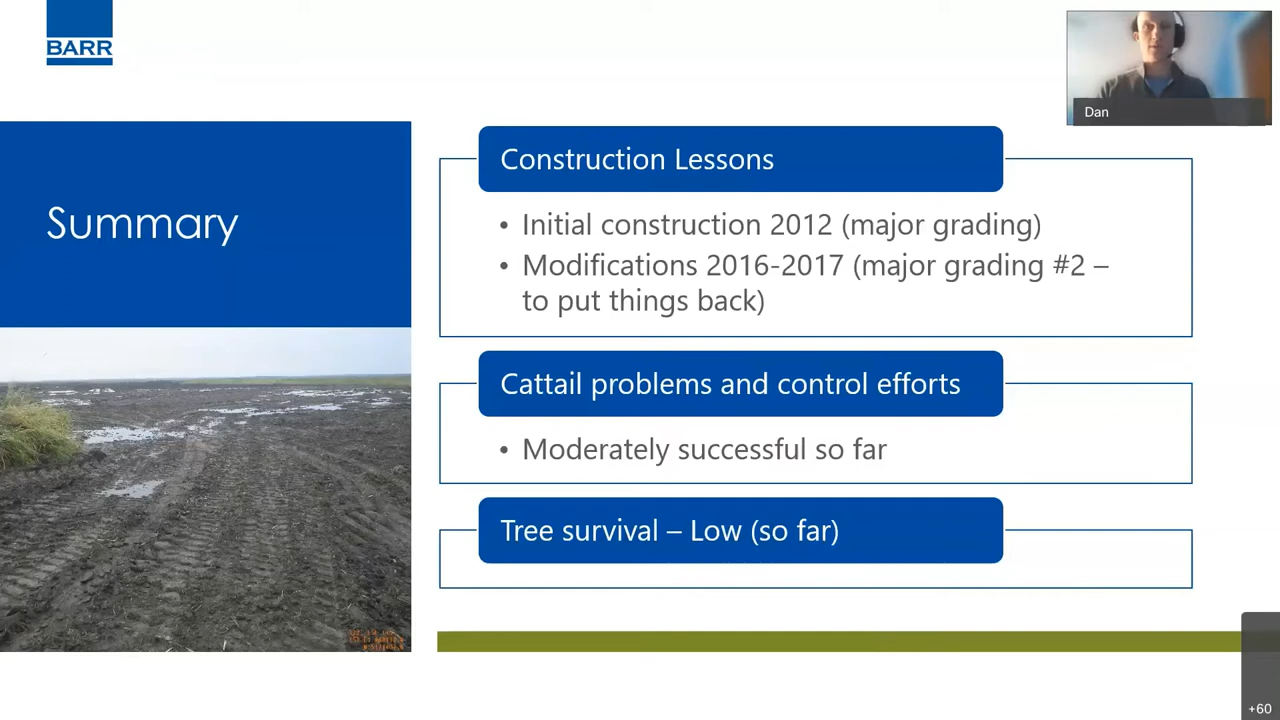 BARR
Dan
Summary
Construction Lessons
• Initial construction 2012 (major grading)
• Modifications 2016-2017 (major grading #2 –
to put things back)
Cattail problems and control efforts
• Moderately successful so far
Tree survival – Low (so far)
+60